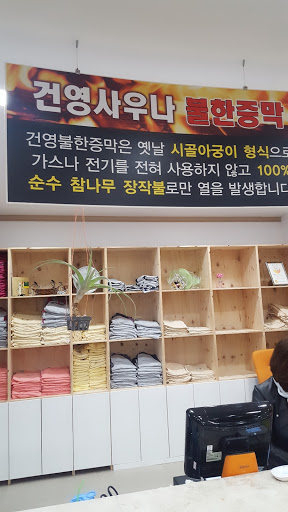 건영사우나 불한증막
건영불한증막은 옛날 시골아궁이 형식으로
가스나 전기를 전혀 사용하지 않고 100%
순수 참나무 장작불로만 열을 발생합니다